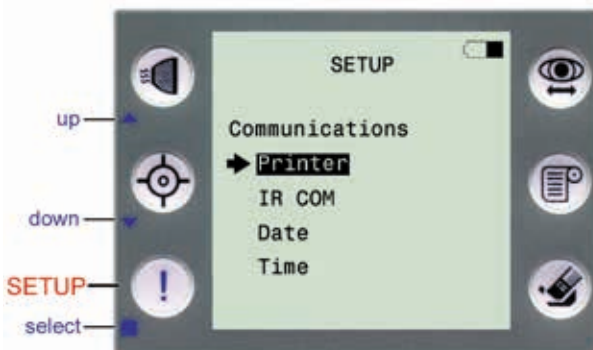 SETUP
Communications
Printer
IR COM
Date
Time
up
down
SETUP
select
!